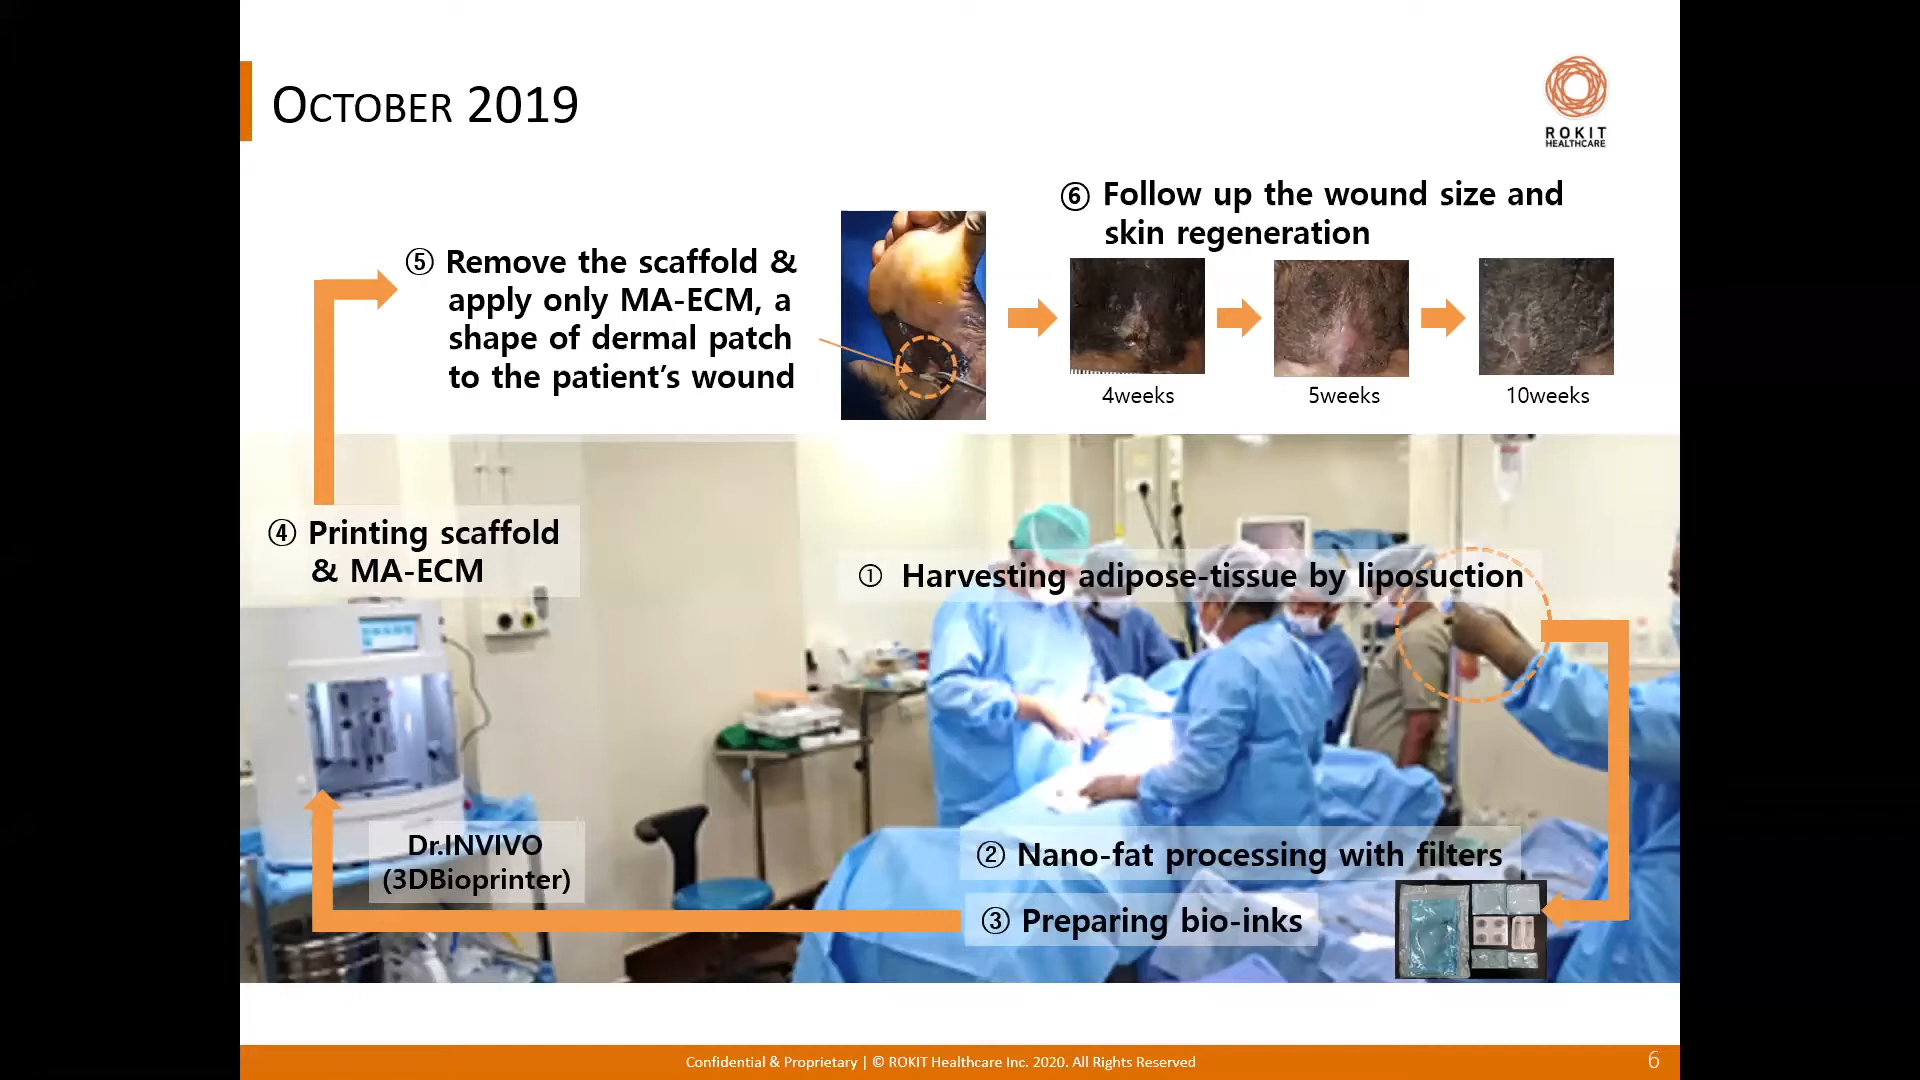 OCTOBER 2019
ROKIT
HEALTHCARE
⑥ Follow up the wound size and
skin regeneration
⑤ Remove the scaffold &
apply only MA-ECM, a
shape of dermal patch
to the patient’s wound
4weeks
5weeks
10weeks
④ Printing scaffold
& MA-ECM
① Harvesting adipose-tissue by liposuction
Dr.INVIVO
(3DBioprinter)
② Nano-fat processing with filters
③ Preparing bio-inks
Confidential & Proprietary | © ROKIT Healthcare Inc. 2020. All Rights Reserved
6